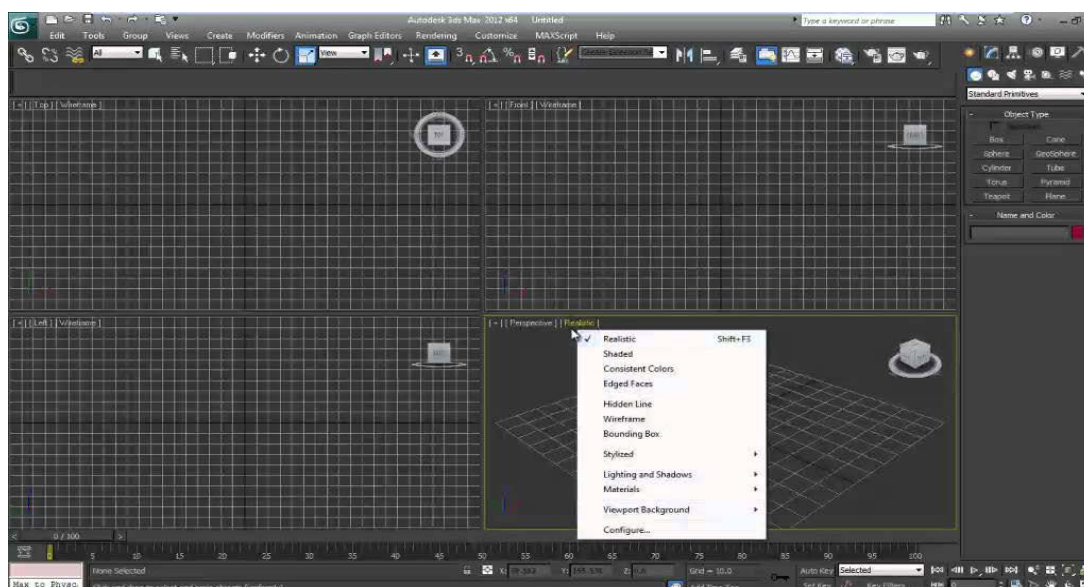 Autodesk 3ds Max 2012 x64 Untitled
Type a keyword or phrase
Edit Tools Group Views Create Modifiers Animation Graph Editors Rendering Customize MAXScript Help
All
View
3
Standard Primitives
[ + ] [ Top ] [ Wireframe ]
[ + ] [ Front ] [ Wireframe ]
- Object Type
Box Cone
Sphere GeoSphere
Cylinder Tube
Torus Pyramid
Teapot Plane
- Name and Color
TOP
[ + ] [ Left ] [ Wireframe ]
[ + ] [ Perspective ] [ Realistic ]
Realistic Shift+F3
Shaded
Consistent Colors
Edged Faces
Hidden Line
Wireframe
Bounding Box
Stylized
Lighting and Shadows
Materials
Viewport Background
Configure...
< 0 / 100 >
0 5 10 15 20 25 30 35 40 45 50 55 60 65 70 75 80 85 90 95 100
None Selected
X: Y: Z:
Grid = 10.0
Auto Key Selected
Max to Physc
Set Key Key Filters...